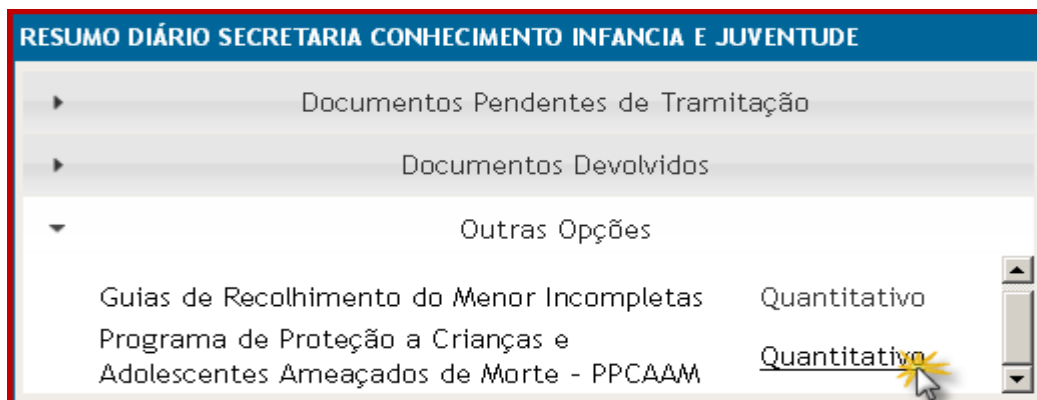 RESUMO DIÁRIO SECRETARIA CONHECIMENTO INFANCIA E JUVENTUDE
Documentos Pendentes de Tramitação
Documentos Devolvidos
Outras Opções
Guias de Recolhimento do Menor Incompletas Quantitativo
Programa de Proteção a Crianças e
Adolescentes Ameaçados de Morte - PPCAAM Quantitativo